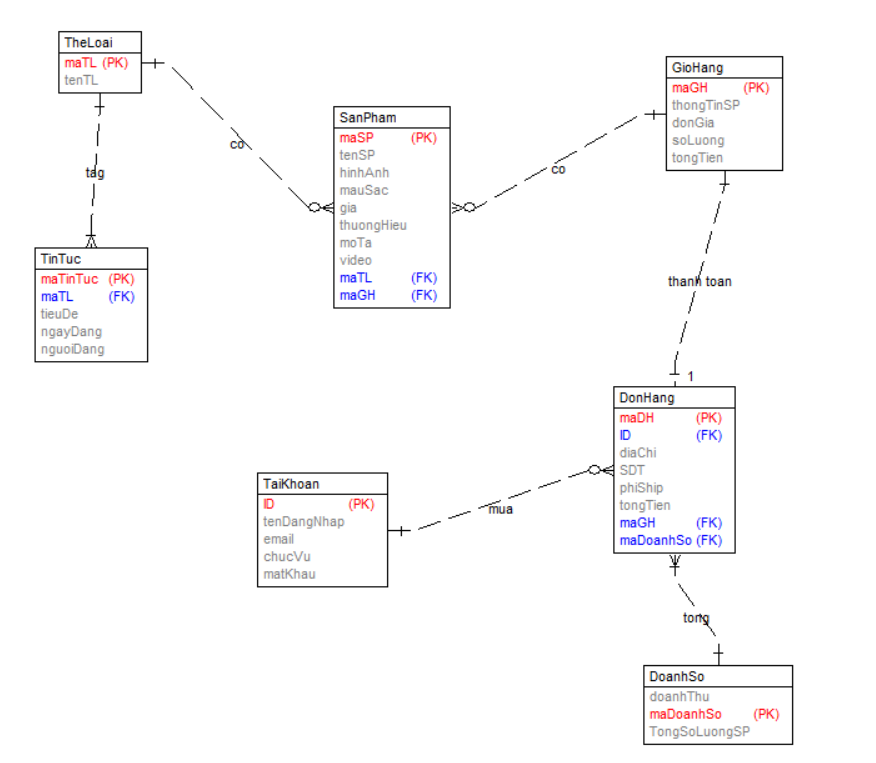 TheLoai
maTL (PK)
tenTL
tag
TinTuc
maTinTuc (PK)
maTL (FK)
tieuDe
ngayDang
nguoiDang
co
SanPham
maSP (PK)
tenSP
hinhAnh
mauSac
gia
thuongHieu
moTa
video
maTL (FK)
maGH (FK)
co
GioHang
maGH (PK)
thongTinSP
donGia
soLuong
tongTien
thanh toan
1
DonHang
maDH (PK)
ID (FK)
diaChi
SDT
phiShip
tongTien
maGH (FK)
maDoanhSo (FK)
TaiKhoan
ID (PK)
tenDangNhap
email
chucVu
matKhau
mua
tong
DoanhSo
doanhThu
maDoanhSo (PK)
TongSoLuongSP